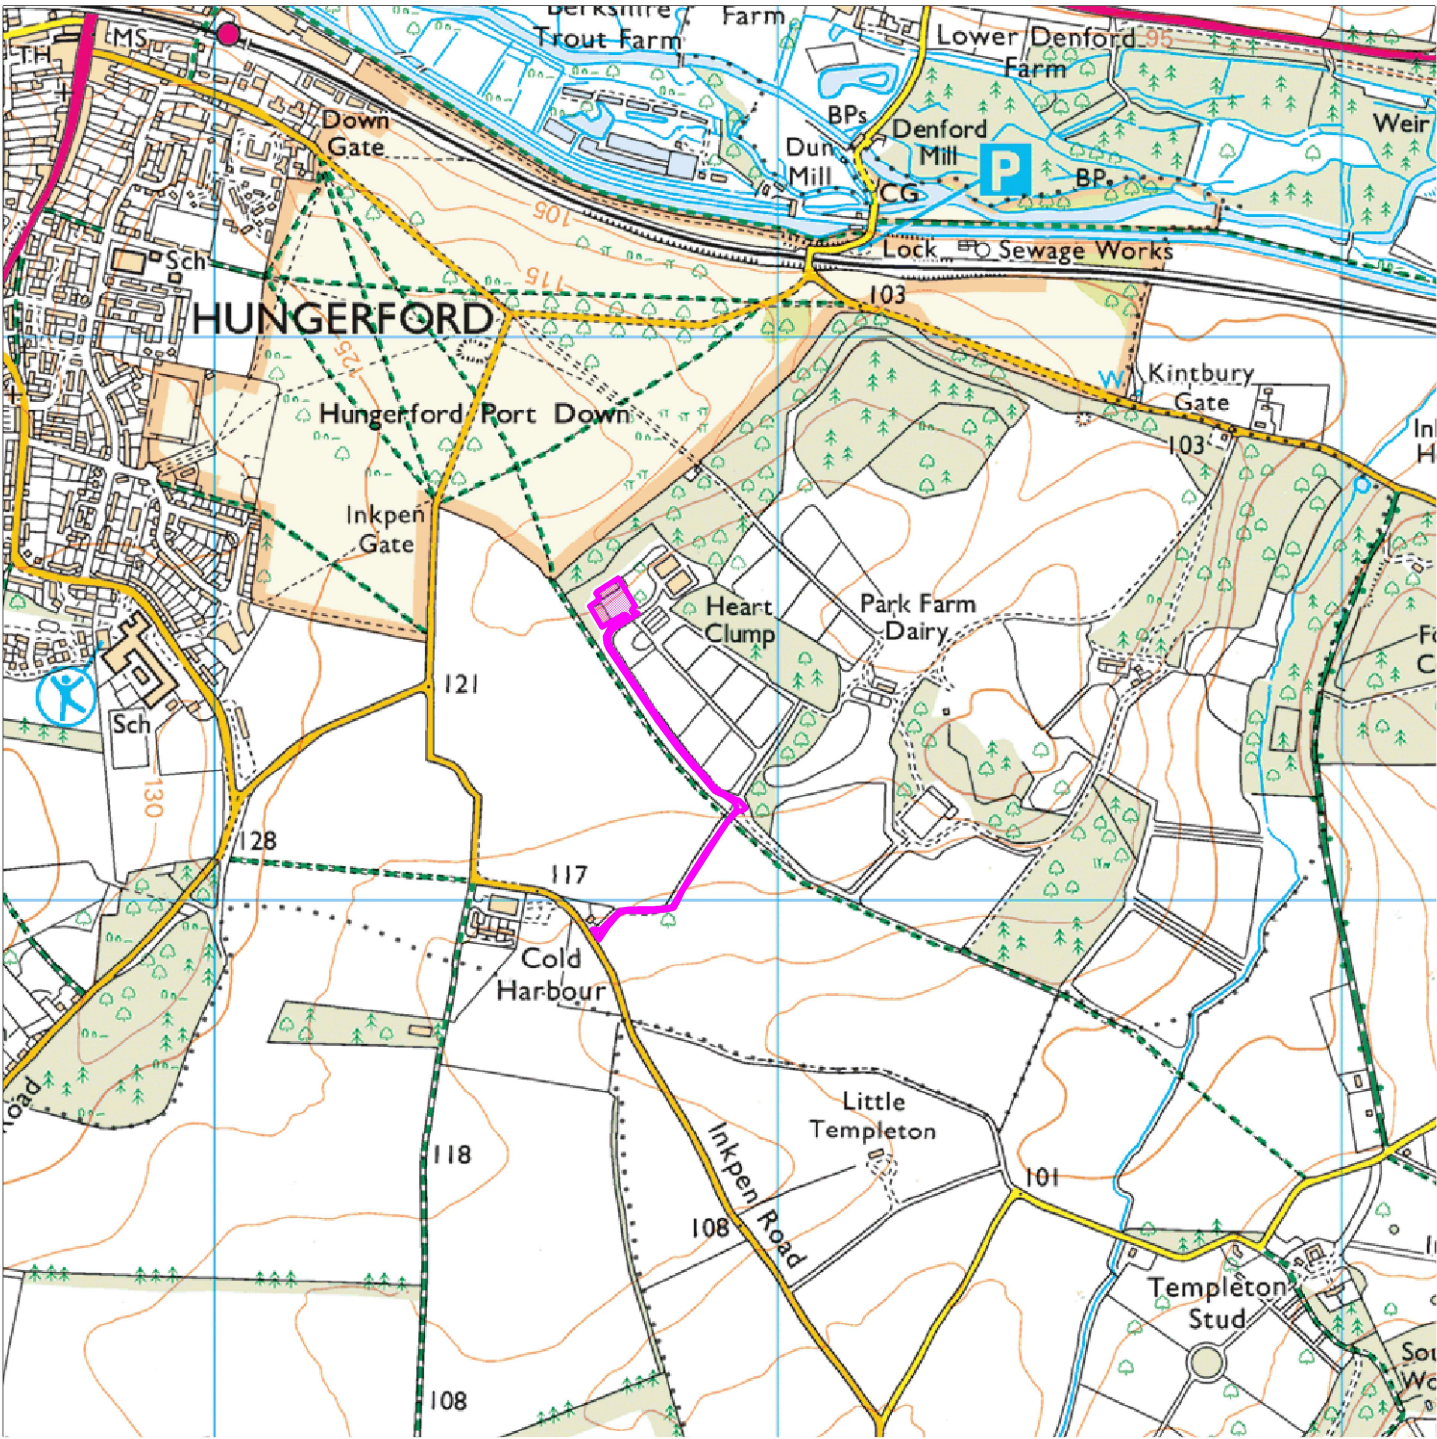 Berkshire
Trout Farm
Farm
Lower Denford
Farm
95
TH
LMS
BPs
Denford
Mill
Weir
Down
Gate
Dun
Mill
P
BP
CG
105
Sch
115
Lock
Sewage Works
HUNGERFORD
103
125
W
Kintbury
Gate
Hungerford Port Down
103
Inkpen
Gate
Heart
Clump
Park Farm
Dairy
121
Sch
130
128
117
Cold
Harbour
Road
Little
Templeton
118
Inkpen Road
101
108
Templeton
Stud
108